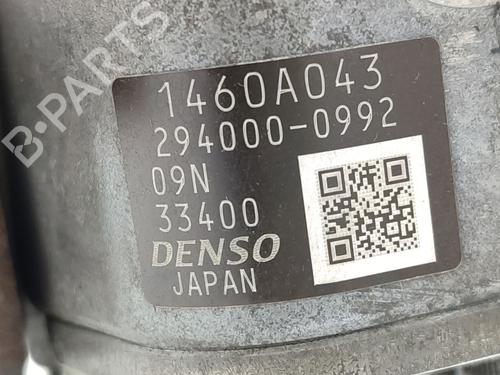 B-PARTS
1460A043
294000-0992
09N
33400
DENSO
JAPAN